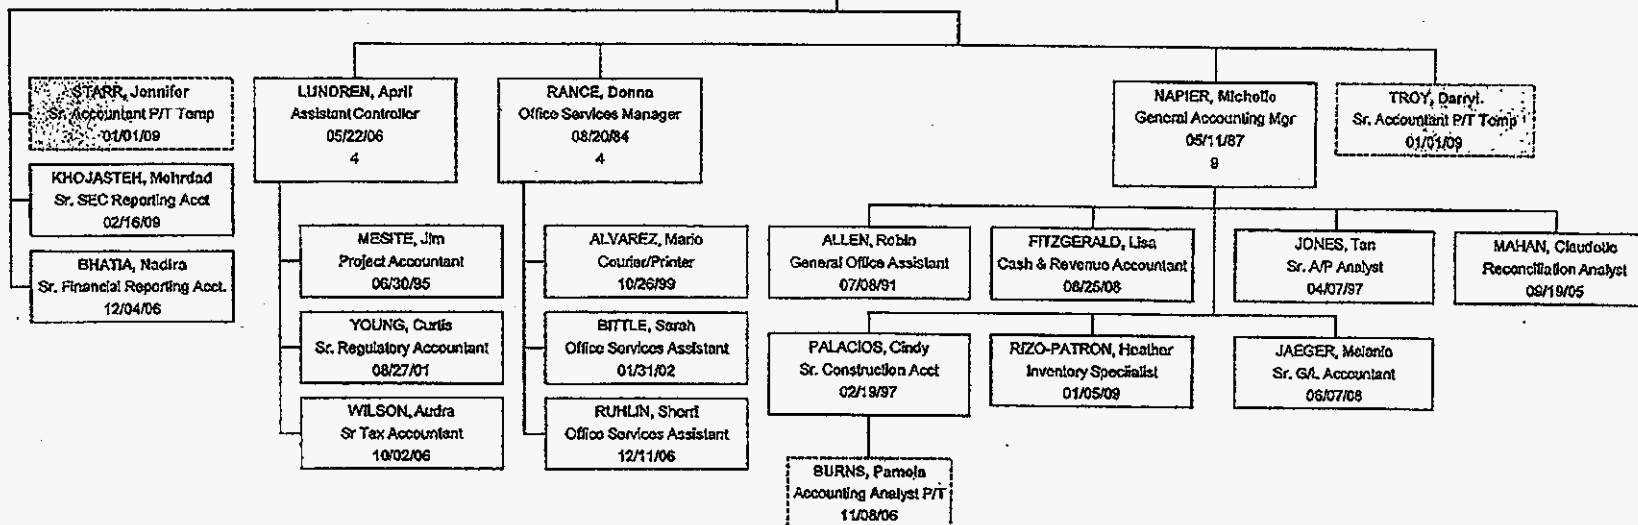 STARR, Jennifer
Sr. Accountant P/T Temp
01/01/09
KHOJASTEH, Mehrdad
Sr. SEC Reporting Acct
02/16/09
BHATIA, Nadira
Sr. Financial Reporting Acct.
12/04/06
LUNDREN, April
Assistant Controller
05/22/06
4
MESITE, Jim
Project Accountant
06/30/95
YOUNG, Curtis
Sr. Regulatory Accountant
08/27/01
WILSON, Audra
Sr Tax Accountant
10/02/06
RANCE, Donna
Office Services Manager
08/20/84
4
ALVAREZ, Mario
Courier/Printer
10/26/99
BITTLE, Sarah
Office Services Assistant
01/31/02
RUHLIN, Sherri
Office Services Assistant
12/11/06
NAPIER, Michelle
General Accounting Mgr
05/11/87
9
ALLEN, Robin
General Office Assistant
07/08/91
FITZGERALD, Lisa
Cash & Revenue Accountant
08/25/08
JONES, Tan
Sr. A/P Analyst
04/07/97
MAHAN, Claudette
Reconciliation Analyst
09/19/05
PALACIOS, Cindy
Sr. Construction Acct
02/19/97
RIZO-PATRON, Heather
Inventory Specialist
01/05/09
JAEGER, Melanie
Sr. G/L Accountant
06/07/08
BURNS, Pamela
Accounting Analyst P/T
11/08/06
TROY, Darryl
Sr. Accountant P/T Temp
01/01/09